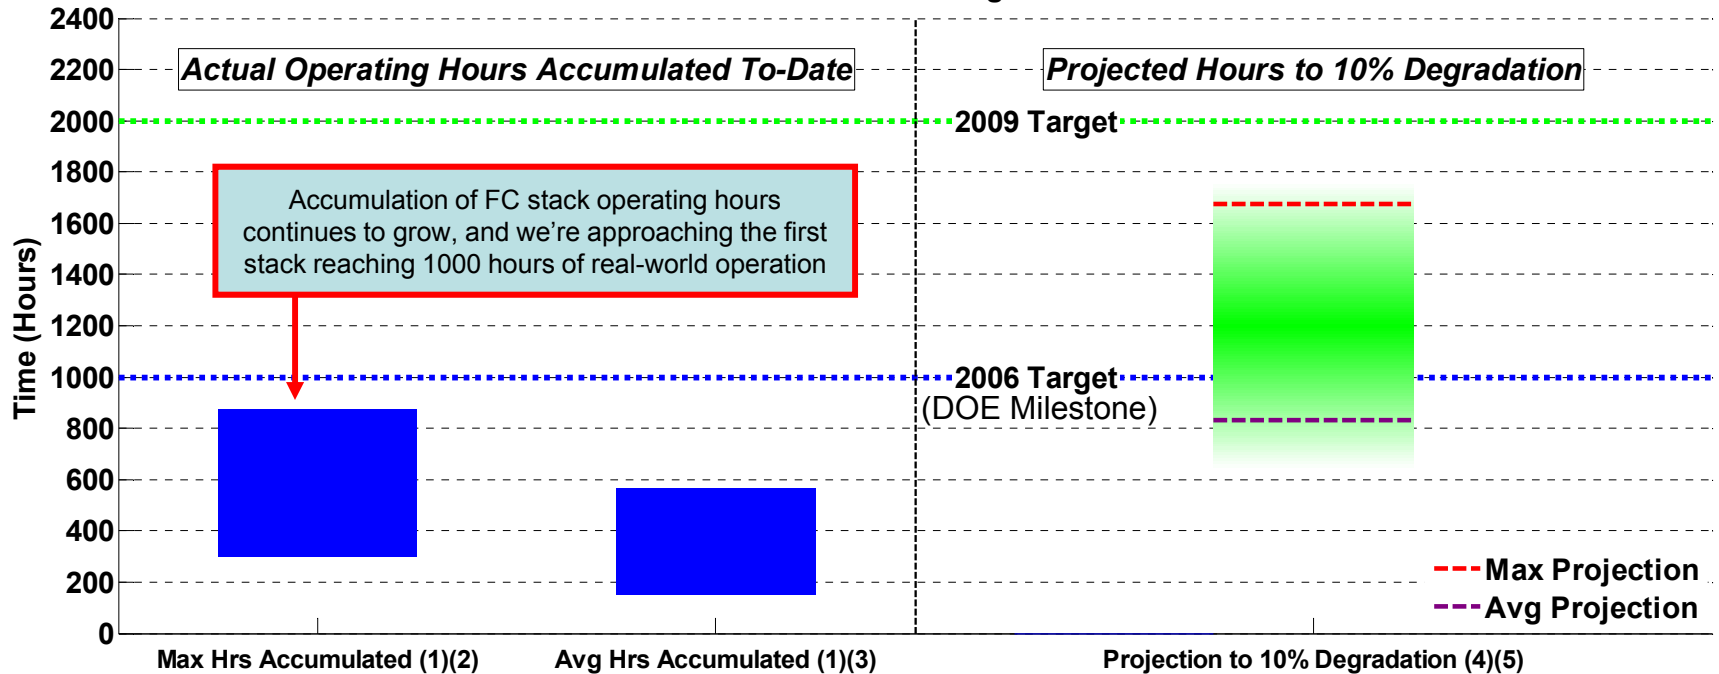 2400
2200
2000
1800
1600
1400
1200
1000
800
600
400
200
0
Time (Hours)
Actual Operating Hours Accumulated To-Date
Projected Hours to 10% Degradation
2009 Target
Accumulation of FC stack operating hours
continues to grow, and we're approaching the first
stack reaching 1000 hours of real-world operation
2006 Target
(DOE Milestone)
Max Projection
Avg Projection
Max Hrs Accumulated (1)(2)
Avg Hrs Accumulated (1)(3)
Projection to 10% Degradation (4)(5)